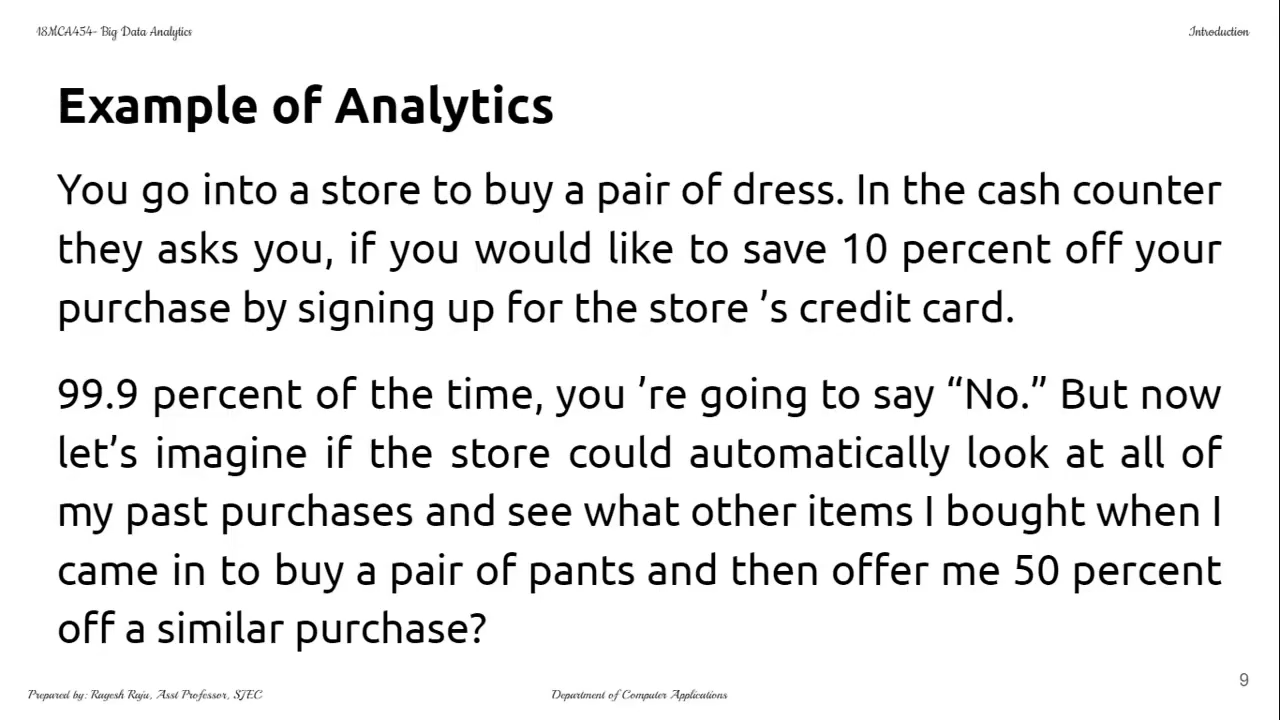 18MCA454- Big Data Analytics
Introduction
Example of Analytics
You go into a store to buy a pair of dress. In the cash counter
they asks you, if you would like to save 10 percent off your
purchase by signing up for the store ’s credit card.
99.9 percent of the time, you ’re going to say “No.” But now
let’s imagine if the store could automatically look at all of
my past purchases and see what other items I bought when I
came in to buy a pair of pants and then offer me 50 percent
off a similar purchase?
Prepared by: Ragesh Raju, Asst Professor, SJEC
Department of Computer Applications
9